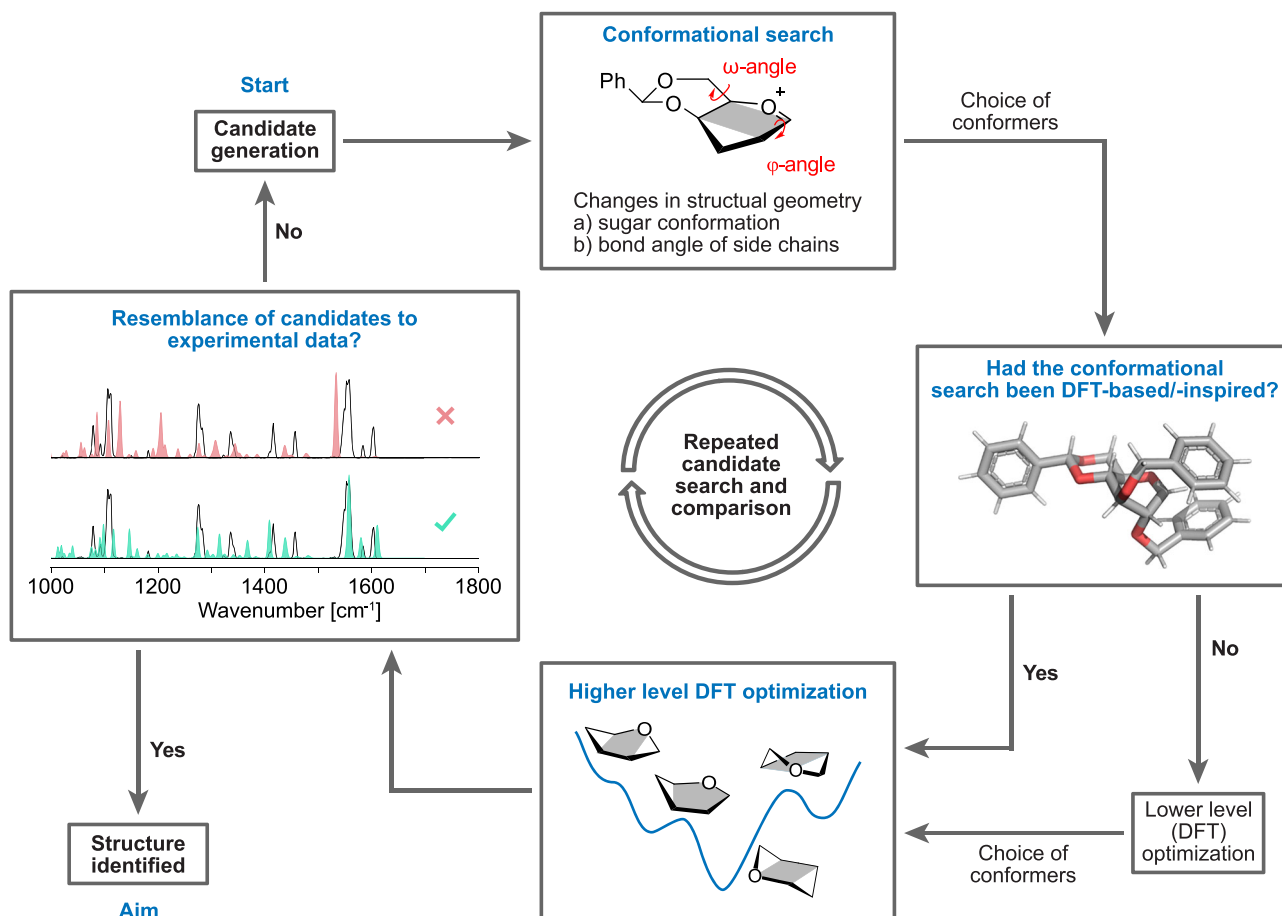 Start
Candidate
generation
Conformational search
Ph
O
O
ω-angle
+
O
φ-angle
Changes in structual geometry
a) sugar conformation
b) bond angle of side chains
Choice of
conformers
No
Resemblance of candidates to
experimental data?
1000 1200 1400 1600 1800
Wavenumber [cm⁻¹]
Repeated
candidate
search and
comparison
Had the conformational
search been DFT-based/-inspired?
Yes
No
Higher level DFT optimization
O
O
O
O
Lower level
(DFT)
optimization
Choice of
conformers
Yes
Structure
identified
Aim